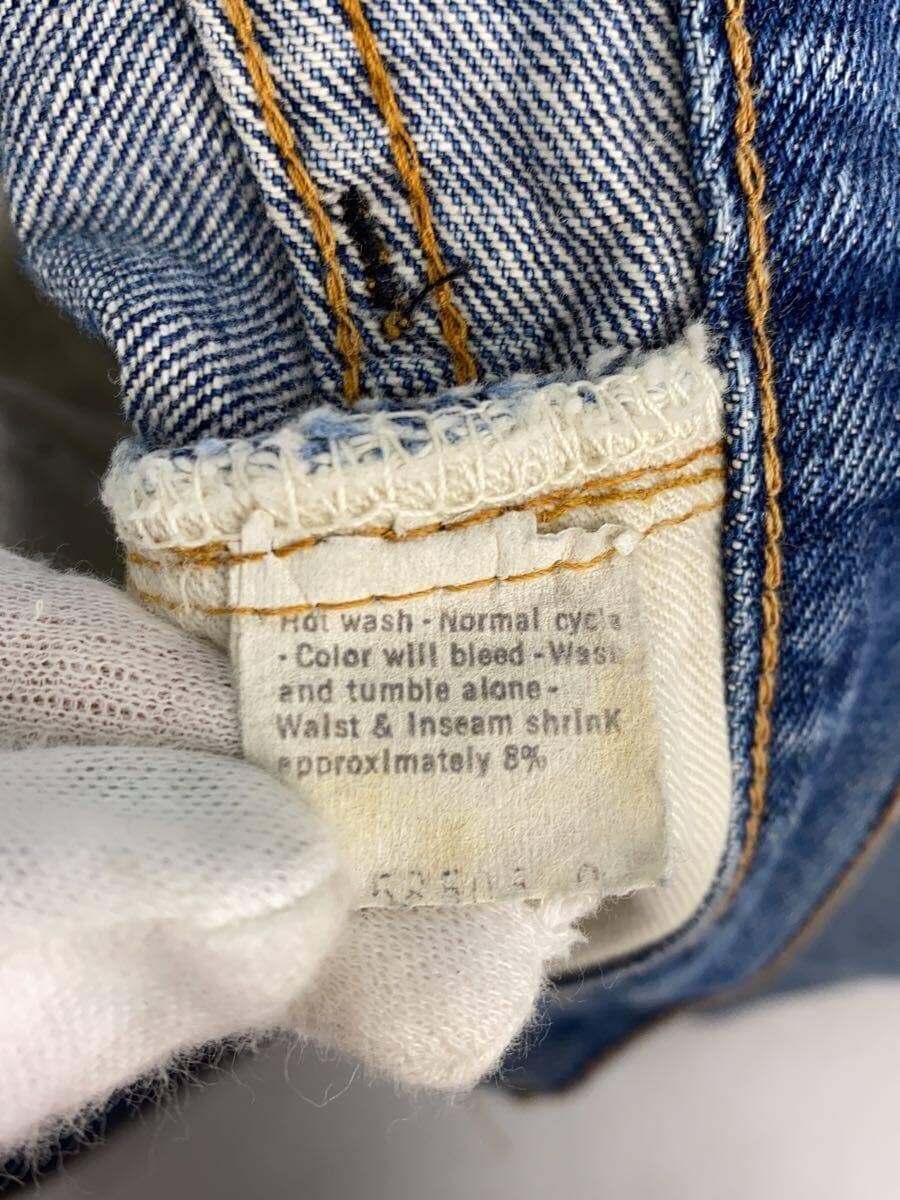 Hot wash - Normal cycle
- Color will bleed - Wash
and tumble alone -
Waist & Inseam shrink
approximately 8%